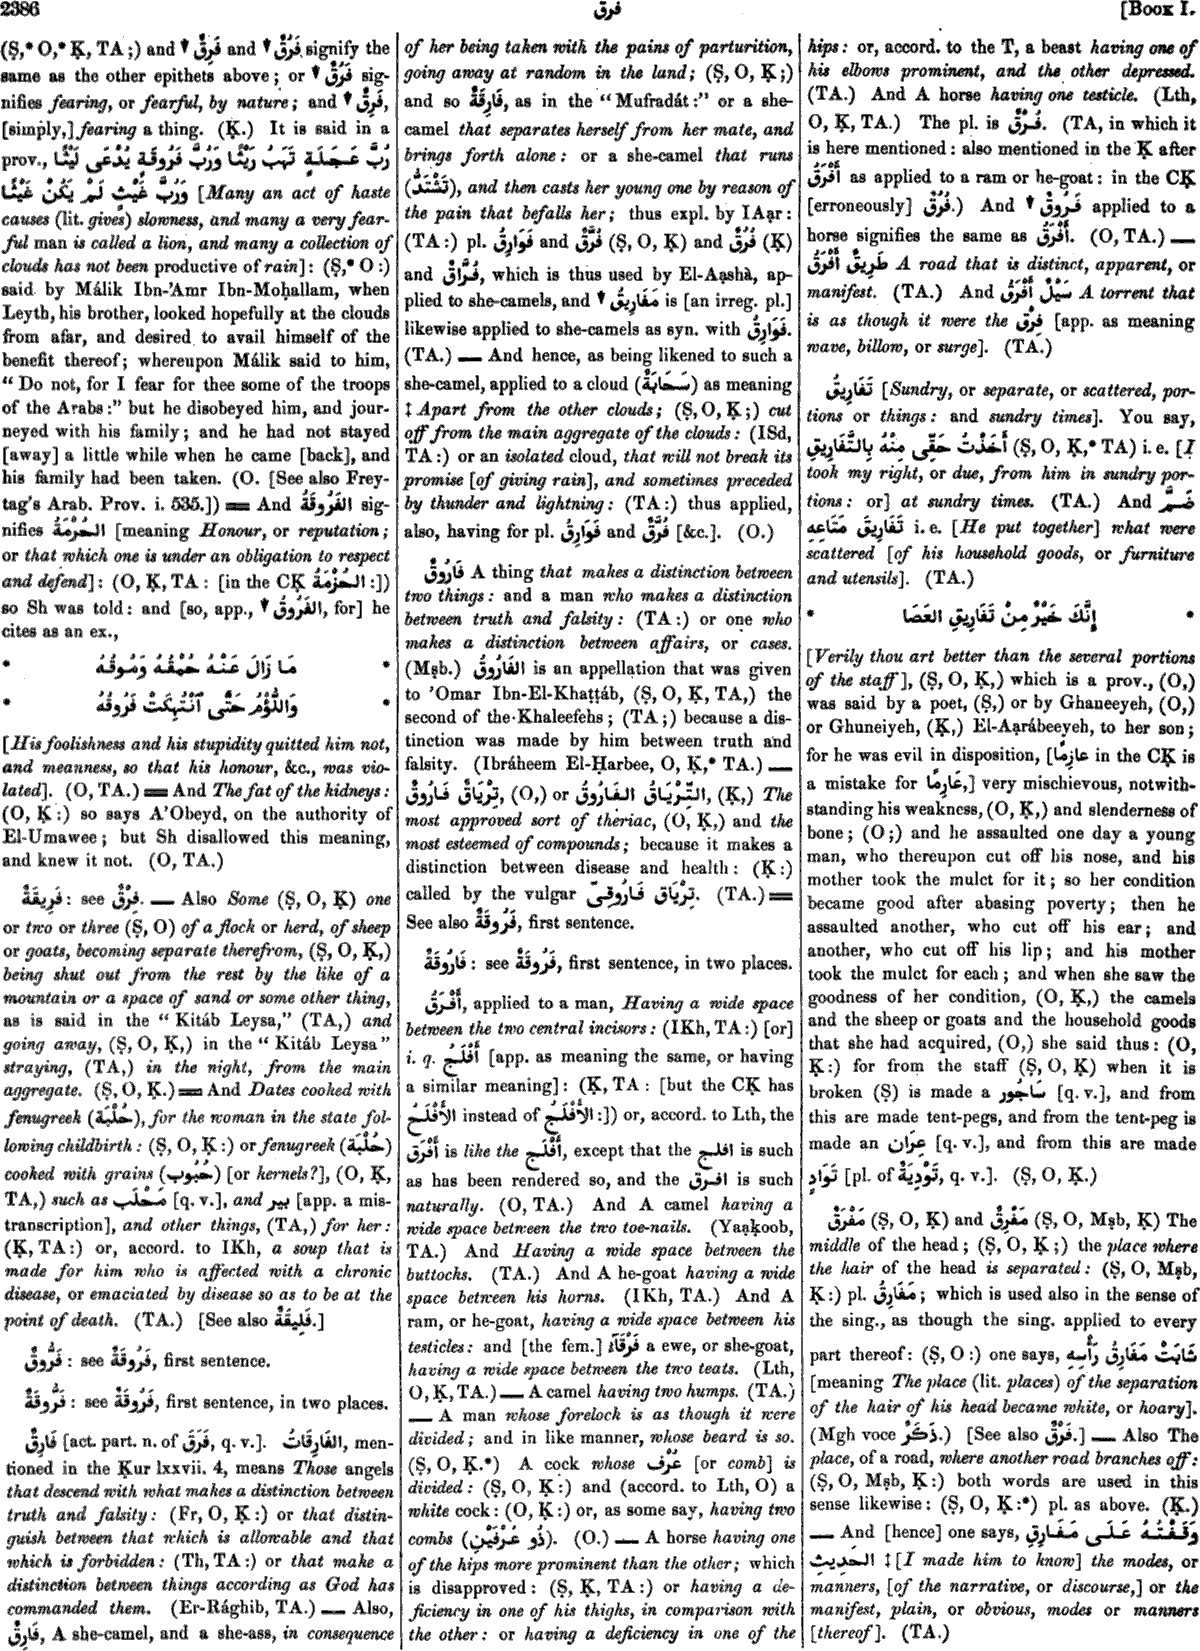 2386
فرق
[Book I.
(Ṣ,* O,* Ḳ, TA ;) and ↓ فَرِقٌ and ↓ فَرُقٌ signify the
same as the other epithets above ; or ↓ فَرُقٌ sig-
nifies fearing, or fearful, by nature ; and ↓ فَرِقٌ,
[simply,] fearing a thing. (Ḳ.) It is said in a
prov., رُبَّ عَجَلَةٍ تَهَبُ رَيْثًا وَرُبَّ فَرُوقَةٍ يُدْعَى لَيْثًا
وَرُبَّ غَيْثٍ لَمْ يَكُنْ غَيْثًا [Many an act of haste
causes (lit. gives) slowness, and many a very fear-
ful man is called a lion, and many a collection of
clouds has not been productive of rain] : (Ṣ,* O :)
said by Málik Ibn-'Amr Ibn-Moḥallam, when
Leyth, his brother, looked hopefully at the clouds
from afar, and desired to avail himself of the
benefit thereof ; whereupon Málik said to him,
“ Do not, for I fear for thee some of the troops
of the Arabs :” but he disobeyed him, and jour-
neyed with his family ; and he had not stayed
[away] a little while when he came [back], and
his family had been taken. (O. [See also Frey-
tag's Arab. Prov. i. 535.]) ═ And الفَرُوقَةُ sig-
nifies الحُرْمَةُ [meaning Honour, or reputation ;
or that which one is under an obligation to respect
and defend] : (O, Ḳ, TA : [in the CḲ الحُزْمَةُ :])
so Sh was told : and [so, app., ↓ الفَرُوقُ, for] he
cites as an ex.,
* مَا زَالَ عَنْهُ حُمْقُهُ وَمُوقُهُ *
* وَاللُّؤْمُ حَتَّى ٱنْتُهِكَتْ فَرُوقُهُ *
[His foolishness and his stupidity quitted him not,
and meanness, so that his honour, &c., was vio-
lated]. (O, TA.) ═ And The fat of the kidneys :
(O, Ḳ :) so says A'Obeyd, on the authority of
El-Umawee ; but Sh disallowed this meaning,
and knew it not. (O, TA.)
فَرِيقَةٌ : see فِرْقٌ. — Also Some (Ṣ, O, Ḳ) one
or two or three (Ṣ, O) of a flock or herd, of sheep
or goats, becoming separate therefrom, (Ṣ, O, Ḳ,)
being shut out from the rest by the like of a
mountain or a space of sand or some other thing,
as is said in the “ Kitáb Leysa,” (TA,) and
going away, (Ṣ, O, Ḳ,) in the “ Kitáb Leysa”
straying, (TA,) in the night, from the main
aggregate. (Ṣ, O, Ḳ.) ═ And Dates cooked with
fenugreek (حُلْبَة), for the woman in the state fol-
lowing childbirth : (Ṣ, O, Ḳ :) or fenugreek (حُلْبَة)
cooked with grains (حُبُوب) [or kernels?], (O, Ḳ,
TA,) such as مَحْلَب [q. v.], and بير [app. a mis-
transcription], and other things, (TA,) for her :
(Ḳ, TA :) or, accord. to IKh, a soup that is
made for him who is affected with a chronic
disease, or emaciated by disease so as to be at the
point of death. (TA.) [See also فَلِيقَةٌ.]
فَرُّوقٌ : see فَرُوقَةٌ, first sentence.
فَرُّوقَةٌ : see فَرُوقَةٌ, first sentence, in two places.
فَارِقٌ [act. part. n. of فَرَقَ, q. v.]. الفَارِقَاتُ, men-
tioned in the Ḳur lxxvii. 4, means Those angels
that descend with what makes a distinction between
truth and falsity : (Fr, O, Ḳ :) or that distin-
guish between that which is allowable and that
which is forbidden : (Th, TA :) or that make a
distinction between things according as God has
commanded them. (Er-Rághib, TA.) — Also,
فَارِقٌ, A she-camel, and a she-ass, in consequence
of her being taken with the pains of parturition,
going away at random in the land ; (Ṣ, O, Ḳ ;)
and so فَارِقَةٌ, as in the “ Mufradát :” or a she-
camel that separates herself from her mate, and
brings forth alone : or a she-camel that runs
(تَشْتَدُّ), and then casts her young one by reason of
the pain that befalls her ; thus expl. by IAạr :
(TA :) pl. فَوَارِقُ and فُرَّقٌ (Ṣ, O, Ḳ) and فُرُقٌ (Ḳ)
and فُرَّاقٌ, which is thus used by El-Aạshà, ap-
plied to she-camels, and ↓ مَفَارِيقُ is [an irreg. pl.]
likewise applied to she-camels as syn. with فَوَارِقُ.
(TA.) — And hence, as being likened to such a
she-camel, applied to a cloud (سَحَابَةٌ) as meaning
‡ Apart from the other clouds ; (Ṣ, O, Ḳ ;) cut
off from the main aggregate of the clouds : (ISd,
TA :) or an isolated cloud, that will not break its
promise [of giving rain], and sometimes preceded
by thunder and lightning : (TA :) thus applied,
also, having for pl. فَوَارِقُ and فُرَّقٌ [&c.]. (O.)
فَارُوقٌ A thing that makes a distinction between
two things : and a man who makes a distinction
between truth and falsity : (TA :) or one who
makes a distinction between affairs, or cases.
(Mṣb.) الفَارُوقُ is an appellation that was given
to 'Omar Ibn-El-Khaṭṭáb, (Ṣ, O, Ḳ, TA,) the
second of the Khaleefehs ; (TA ;) because a dis-
tinction was made by him between truth and
falsity. (Ibráheem El-Ḥarbee, O, Ḳ,* TA.) —
تِرْيَاقٌ فَارُوقٌ, (O,) or التِّرْيَاقُ الفَارُوقُ, (Ḳ,) The
most approved sort of theriac, (O, Ḳ,) and the
most esteemed of compounds ; because it makes a
distinction between disease and health : (Ḳ :)
called by the vulgar تِرْيَاق فَارُوقِىّ. (TA.) ═
See also فَرُوقَةٌ, first sentence.
فَارُوقَةٌ : see فَرُوقَةٌ, first sentence, in two places.
أَفْرَقُ, applied to a man, Having a wide space
between the two central incisors : (IKh, TA :) [or]
i. q. أَفْلَجُ [app. as meaning the same, or having
a similar meaning] : (Ḳ, TA : [but the CḲ has
الأَفْلَحُ instead of الأَفْلَجُ :]) or, accord. to Lth, the
أَفْرَق is like the أَفْلَج, except that the افلج is such
as has been rendered so, and the افرق is such
naturally. (O, TA.) And A camel having a
wide space between the two toe-nails. (Yaạḳoob,
TA.) And Having a wide space between the
buttocks. (TA.) And A he-goat having a wide
space between his horns. (IKh, TA.) And A
ram, or he-goat, having a wide space between his
testicles : and [the fem.] فَرْقَآءُ a ewe, or she-goat,
having a wide space between the two teats. (Lth,
O, Ḳ, TA.) — A camel having two humps. (TA.)
— A man whose forelock is as though it were
divided ; and in like manner, whose beard is so.
(Ṣ, O, Ḳ.*) A cock whose عُرْف [or comb] is
divided : (Ṣ, O, Ḳ :) and (accord. to Lth, O) a
white cock : (O, Ḳ :) or, as some say, having two
combs (ذُو عُرْفَيْنِ). (O.) — A horse having one
of the hips more prominent than the other ; which
is disapproved : (Ṣ, Ḳ, TA :) or having a de-
ficiency in one of his thighs, in comparison with
the other : or having a deficiency in one of the
hips : or, accord. to the T, a beast having one of
his elbows prominent, and the other depressed.
(TA.) And A horse having one testicle. (Lth,
O, Ḳ, TA.) The pl. is فُرْقٌ. (TA, in which it
is here mentioned : also mentioned in the Ḳ after
أَفْرَقُ as applied to a ram or he-goat : in the CḲ
[erroneously] فُرُقٌ.) And ↓ فَرُوقٌ applied to a
horse signifies the same as أَفْرَقُ. (O, TA.) —
طَرِيقٌ أَفْرَقُ A road that is distinct, apparent, or
manifest. (TA.) And سَيْلٌ أَفْرَقُ A torrent that
is as though it were the فِرْق [app. as meaning
wave, billow, or surge]. (TA.)
تَفَارِيقُ [Sundry, or separate, or scattered, por-
tions or things : and sundry times]. You say,
أَخَذْتُ حَقِّى مِنْهُ بِالتَّفَارِيقِ (Ṣ, O, Ḳ,* TA) i. e. [I
took my right, or due, from him in sundry por-
tions : or] at sundry times. (TA.) And ضَمَّ
تَفَارِيقَ مَتَاعِهِ i. e. [He put together] what were
scattered [of his household goods, or furniture
and utensils]. (TA.)
* إِنَّكَ خَيْرٌ مِنْ تَفَارِيقِ العَصَا *
[Verily thou art better than the several portions
of the staff], (Ṣ, O, Ḳ,) which is a prov., (O,)
was said by a poet, (Ṣ,) or by Ghaneeyeh, (O,)
or Ghuneiyeh, (Ḳ,) El-Aạrábeeyeh, to her son ;
for he was evil in disposition, [عازِمًا in the CḲ is
a mistake for عَارِمًا,] very mischievous, notwith-
standing his weakness, (O, Ḳ,) and slenderness of
bone ; (O ;) and he assaulted one day a young
man, who thereupon cut off his nose, and his
mother took the mulct for it ; so her condition
became good after abasing poverty ; then he
assaulted another, who cut off his ear ; and
another, who cut off his lip ; and his mother
took the mulct for each ; and when she saw the
goodness of her condition, (O, Ḳ,) the camels
and the sheep or goats and the household goods
that she had acquired, (O,) she said thus : (O,
Ḳ :) for from the staff (Ṣ, O, Ḳ) when it is
broken (Ṣ) is made a سَاجُور [q. v.], and from
this are made tent-pegs, and from the tent-peg is
made an عِرَان [q. v.], and from this are made
تَوَادٍ [pl. of تَوْدِيَةٌ, q. v.]. (Ṣ, O, Ḳ.)
مَفْرَقٌ (Ṣ, O, Ḳ) and مَفْرِقٌ (Ṣ, O, Mṣb, Ḳ) The
middle of the head ; (Ṣ, O, Ḳ ;) the place where
the hair of the head is separated : (Ṣ, O, Mṣb,
Ḳ :) pl. مَفَارِقُ ; which is used also in the sense of
the sing., as though the sing. applied to every
part thereof : (Ṣ, O :) one says, شَابَتْ مَفَارِقُ رَأْسِهِ
[meaning The place (lit. places) of the separation
of the hair of his head became white, or hoary].
(Mgh voce ذَكَرٌ.) [See also فَرْقٌ.] — Also The
place, of a road, where another road branches off :
(Ṣ, O, Mṣb, Ḳ :) both words are used in this
sense likewise : (Ṣ, O, Ḳ :*) pl. as above. (Ḳ.)
— And [hence] one says, وَقَفْتُهُ عَلَى مَفَارِقِ
الحَدِيثِ ‡ [I made him to know] the modes, or
manners, [of the narrative, or discourse,] or the
manifest, plain, or obvious, modes or manners
[thereof]. (TA.)